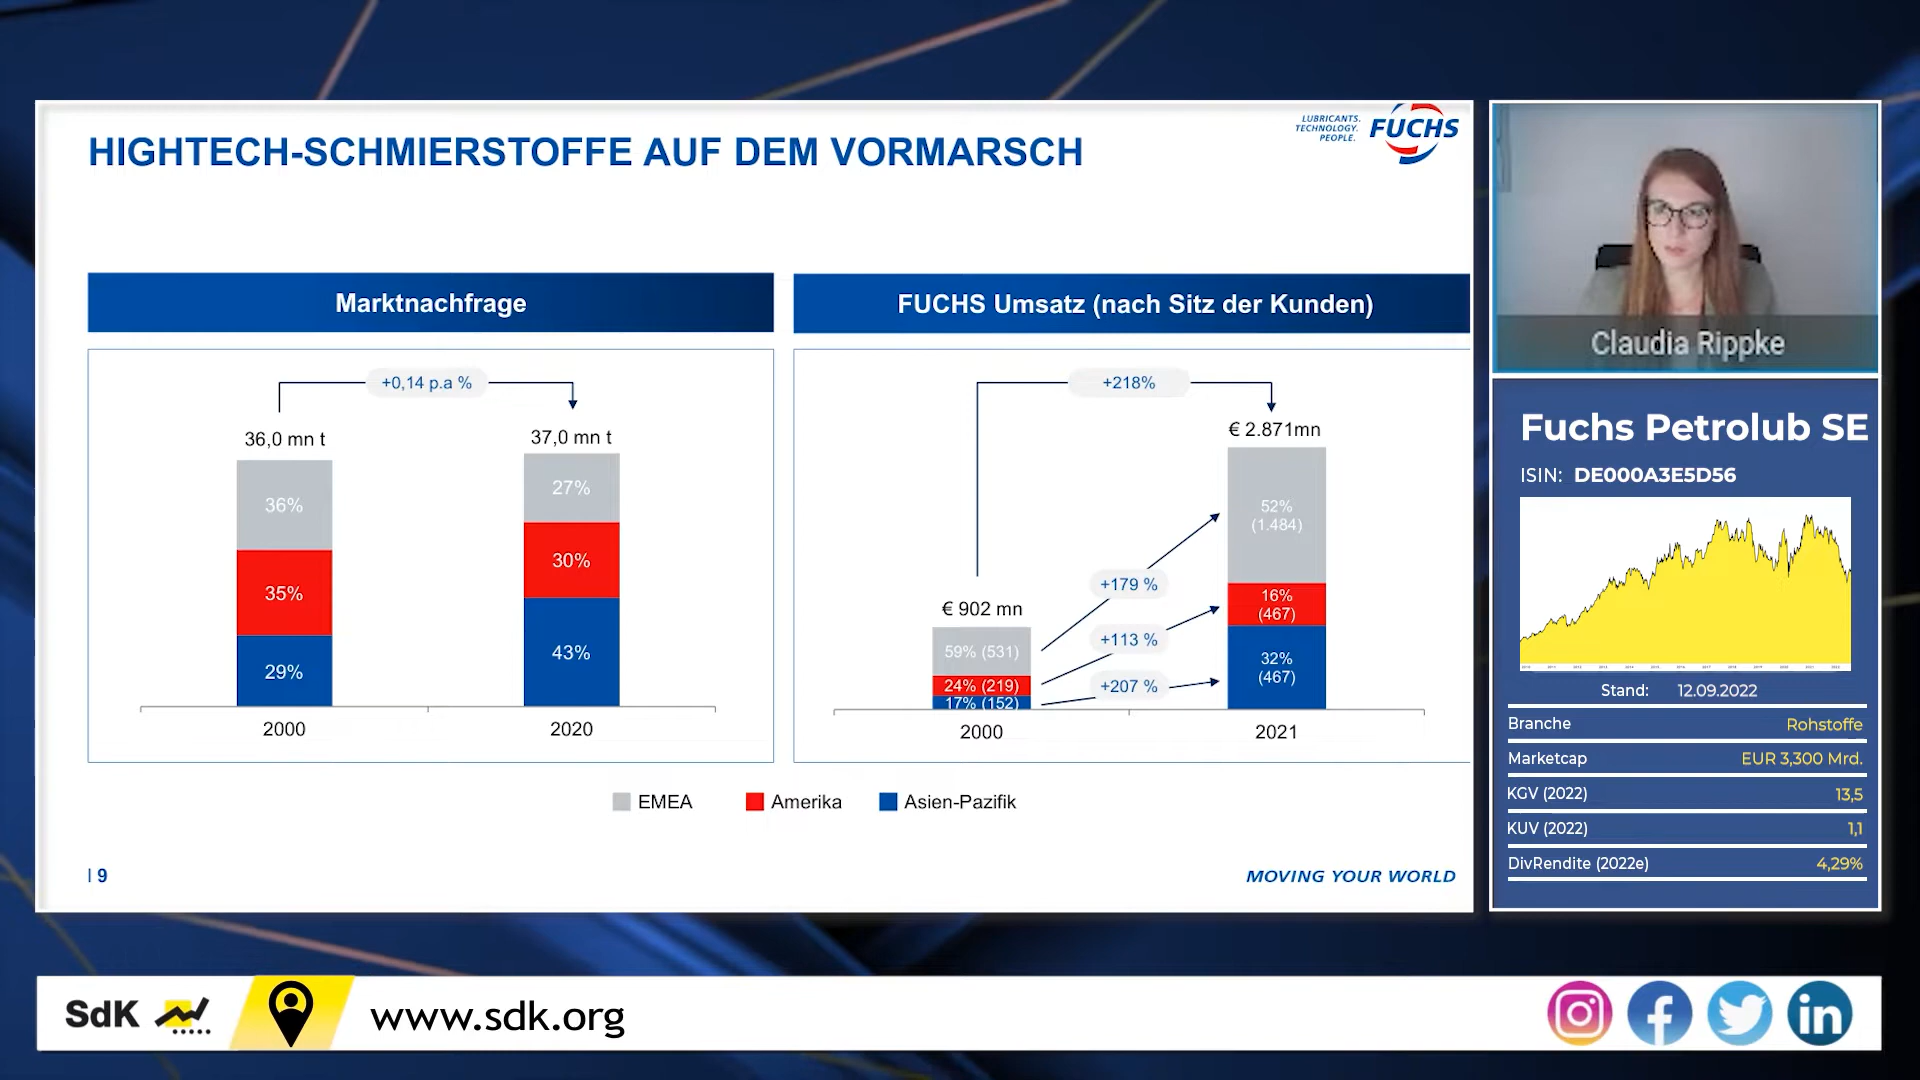 HIGHTECH-SCHMIERSTOFFE AUF DEM VORMARSCH
LUBRICANTS.
TECHNOLOGY.
PEOPLE.
FUCHS
Marktnachfrage
+0,14 p.a %
36,0 mn t
37,0 mn t
36%
35%
29%
27%
30%
43%
2000
2020
FUCHS Umsatz (nach Sitz der Kunden)
+218%
€ 902 mn
€ 2.871mn
59% (531)
24% (219)
17% (152)
+179 %
+113 %
+207 %
52%
(1.484)
16%
(467)
32%
(467)
2000
2021
EMEA
Amerika
Asien-Pazifik
| 9
MOVING YOUR WORLD
Claudia Rippke
Fuchs Petrolub SE
ISIN: DE000A3E5D56
Stand: 12.09.2022
Branche Rohstoffe
Marketcap EUR 3,300 Mrd.
KGV (2022) 13,5
KUV (2022) 1,1
DivRendite (2022e) 4,29%
SdK
www.sdk.org